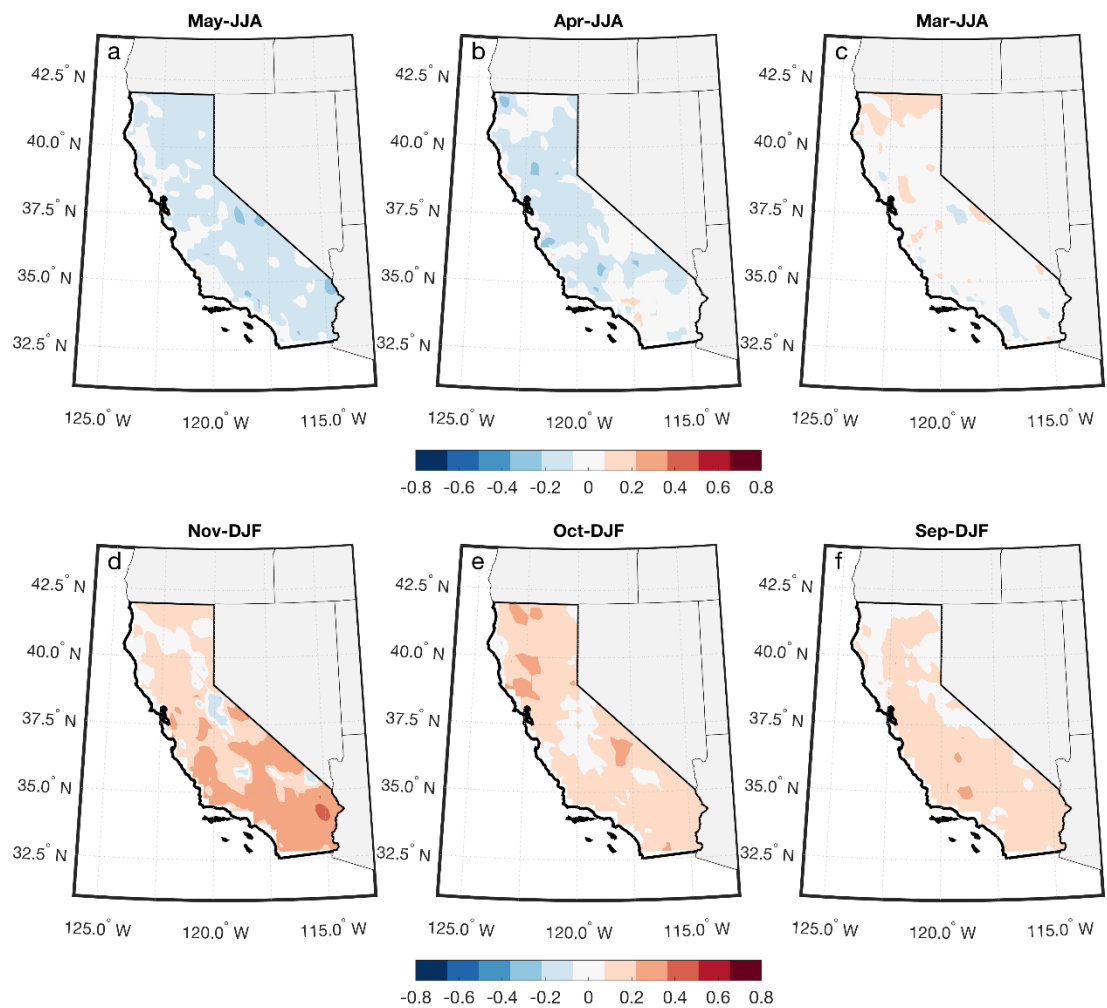 May-JJA Apr-JJA Mar-JJA
a b c
42.5° N 42.5° N 42.5° N
40.0° N 40.0° N 40.0° N
37.5° N 37.5° N 37.5° N
35.0° N 35.0° N 35.0° N
32.5° N 32.5° N 32.5° N
125.0° W 120.0° W 115.0° W 125.0° W 120.0° W 115.0° W 125.0° W 120.0° W 115.0° W
-0.8 -0.6 -0.4 -0.2 0 0.2 0.4 0.6 0.8
Nov-DJF Oct-DJF Sep-DJF
d e f
42.5° N 42.5° N 42.5° N
40.0° N 40.0° N 40.0° N
37.5° N 37.5° N 37.5° N
35.0° N 35.0° N 35.0° N
32.5° N 32.5° N 32.5° N
125.0° W 120.0° W 115.0° W 125.0° W 120.0° W 115.0° W 125.0° W 120.0° W 115.0° W
-0.8 -0.6 -0.4 -0.2 0 0.2 0.4 0.6 0.8